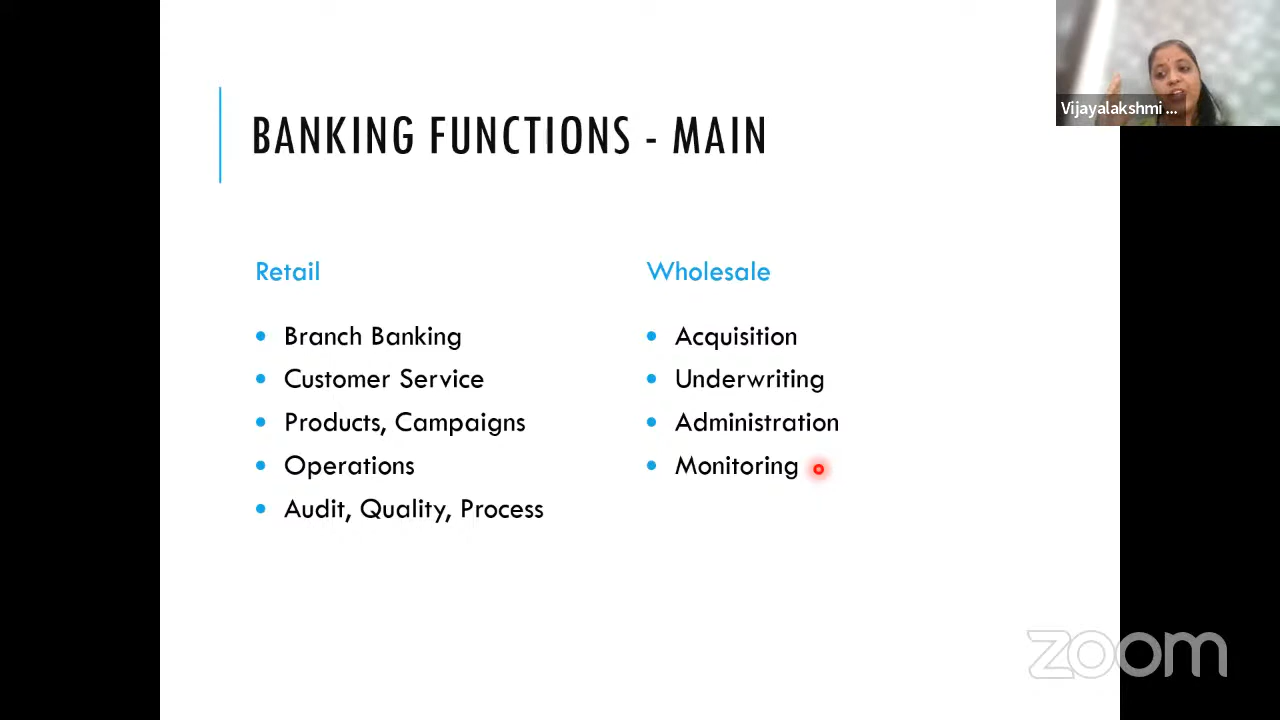 Vijayalakshmi ...
BANKING FUNCTIONS - MAIN
Retail
• Branch Banking
• Customer Service
• Products, Campaigns
• Operations
• Audit, Quality, Process
Wholesale
• Acquisition
• Underwriting
• Administration
• Monitoring
zoom